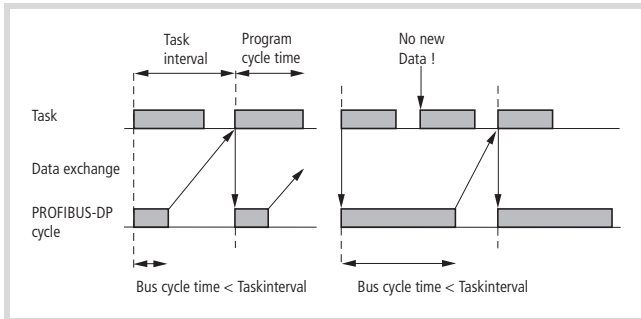 Task
interval
Program
cycle time
No new
Data !
Task
Data exchange
PROFIBUS-DP
cycle
Bus cycle time < Taskinterval
Bus cycle time < Taskinterval